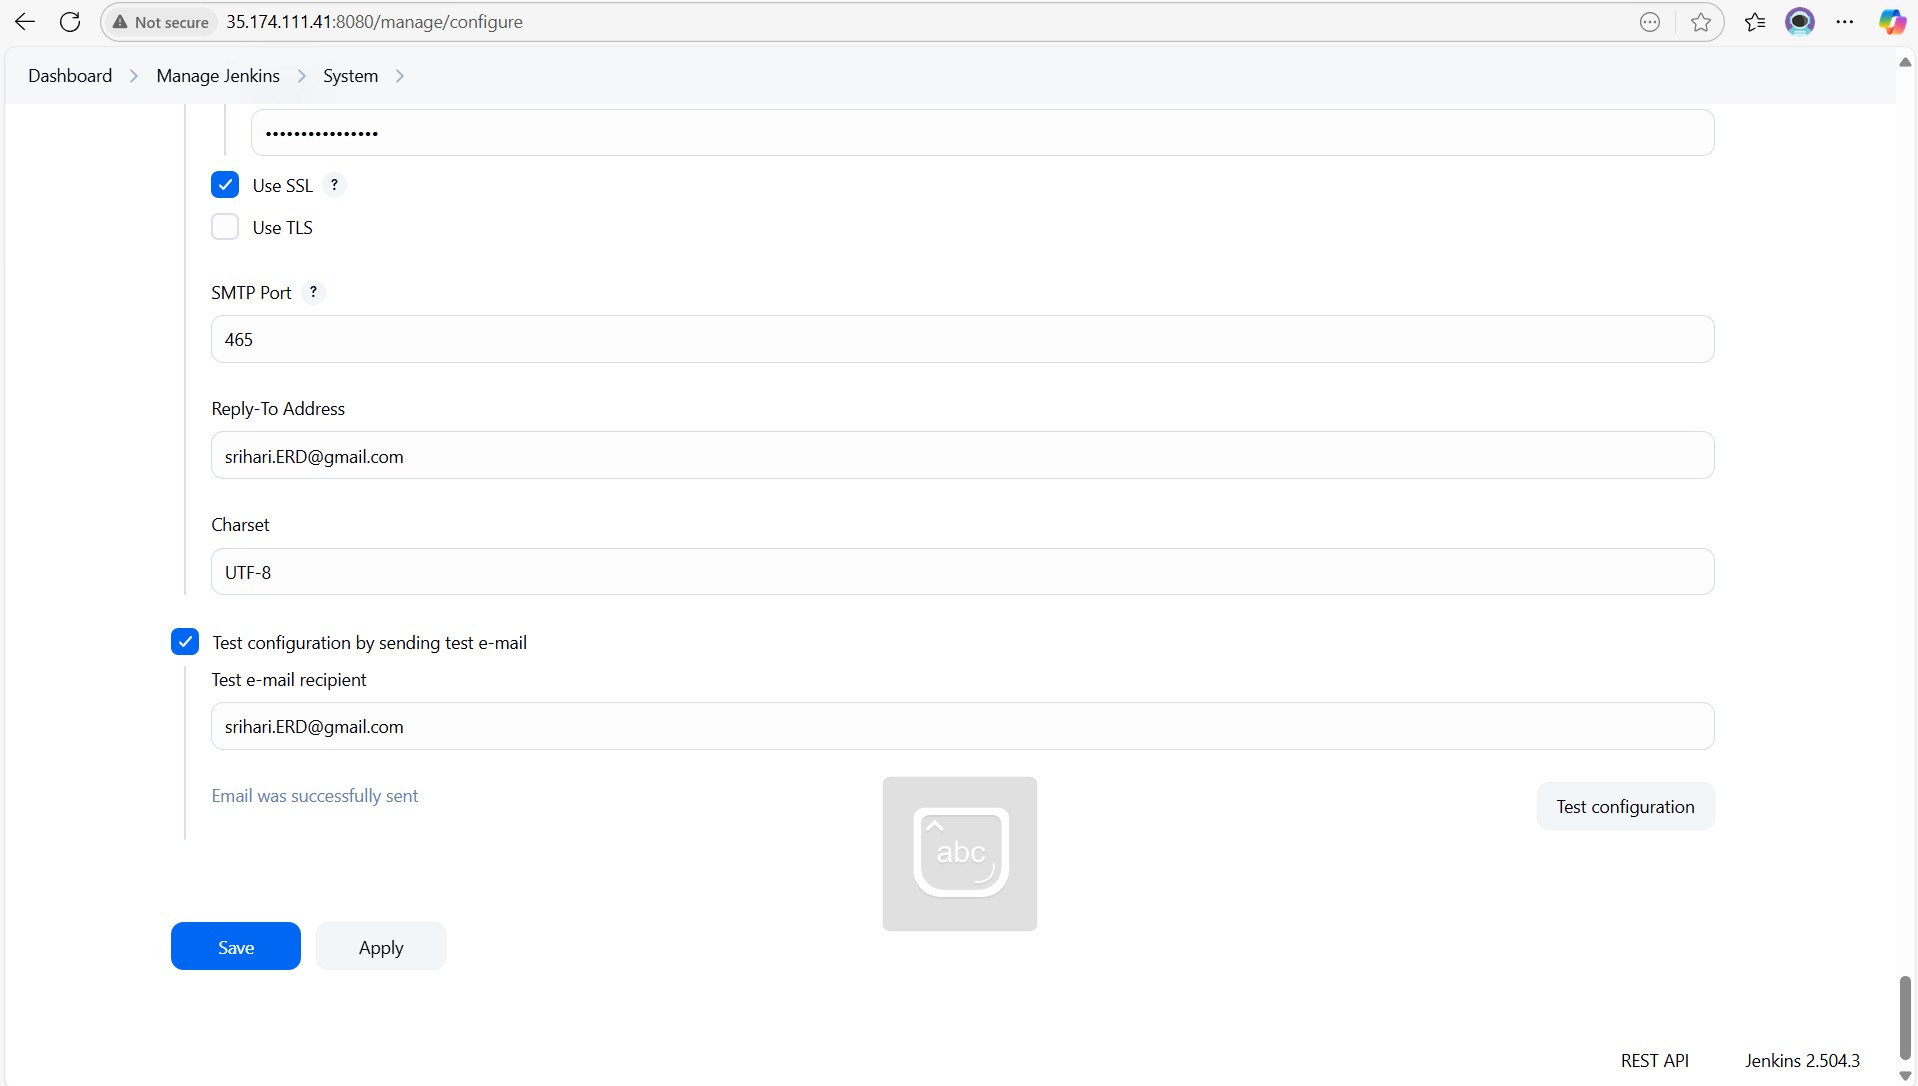 Not secure 35.174.111.41:8080/manage/configure
Dashboard Manage Jenkins System
••••••••••••••••
Use SSL ?
Use TLS
SMTP Port ?
465
Reply-To Address
srihari.ERD@gmail.com
Charset
UTF-8
Test configuration by sending test e-mail
Test e-mail recipient
srihari.ERD@gmail.com
Email was successfully sent
Test configuration
abc
Save Apply
REST API Jenkins 2.504.3